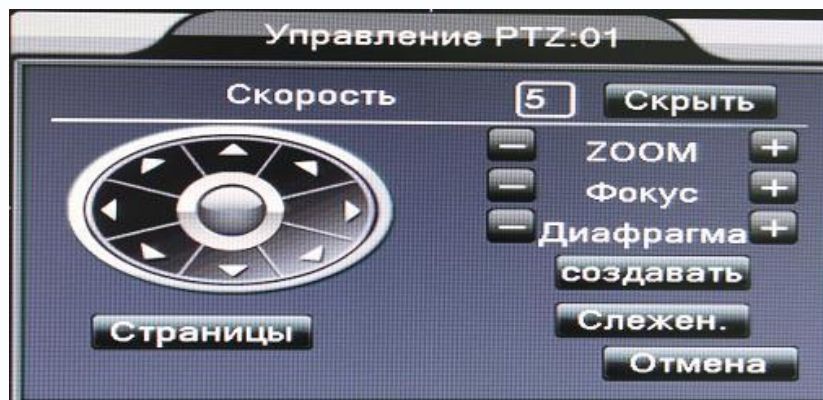 Управление PTZ:01
Скорость 5 Скрыть
− ZOOM +
− Фокус +
− Диафрагма +
создавать
Слежен.
Страницы
Отмена